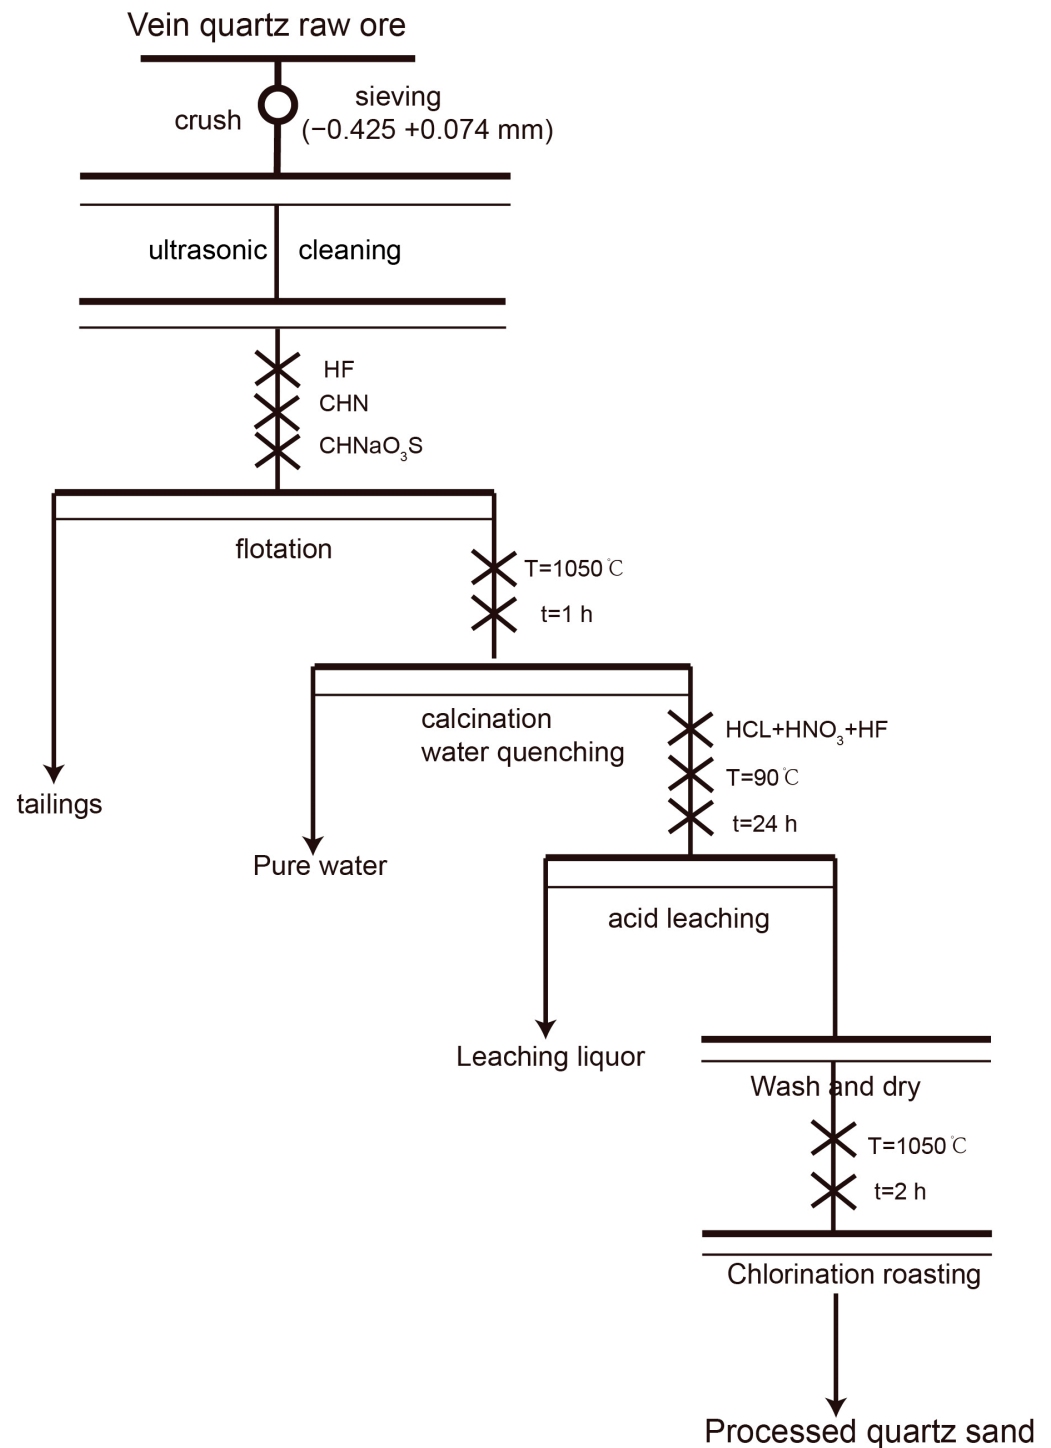 Vein quartz raw ore
crush
sieving
(−0.425 +0.074 mm)
ultrasonic cleaning
HF
CHN
CHNaO₃S
flotation
T=1050℃
t=1 h
calcination
water quenching
HCL+HNO₃+HF
T=90℃
t=24 h
tailings
Pure water
acid leaching
Leaching liquor
Wash and dry
T=1050℃
t=2 h
Chlorination roasting
Processed quartz sand